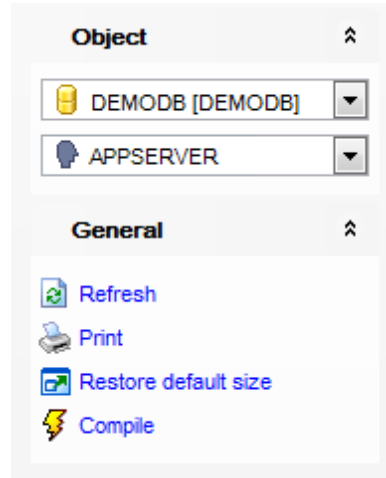 Object
DEMODB [DEMODB]
APPSERVER
General
Refresh
Print
Restore default size
Compile